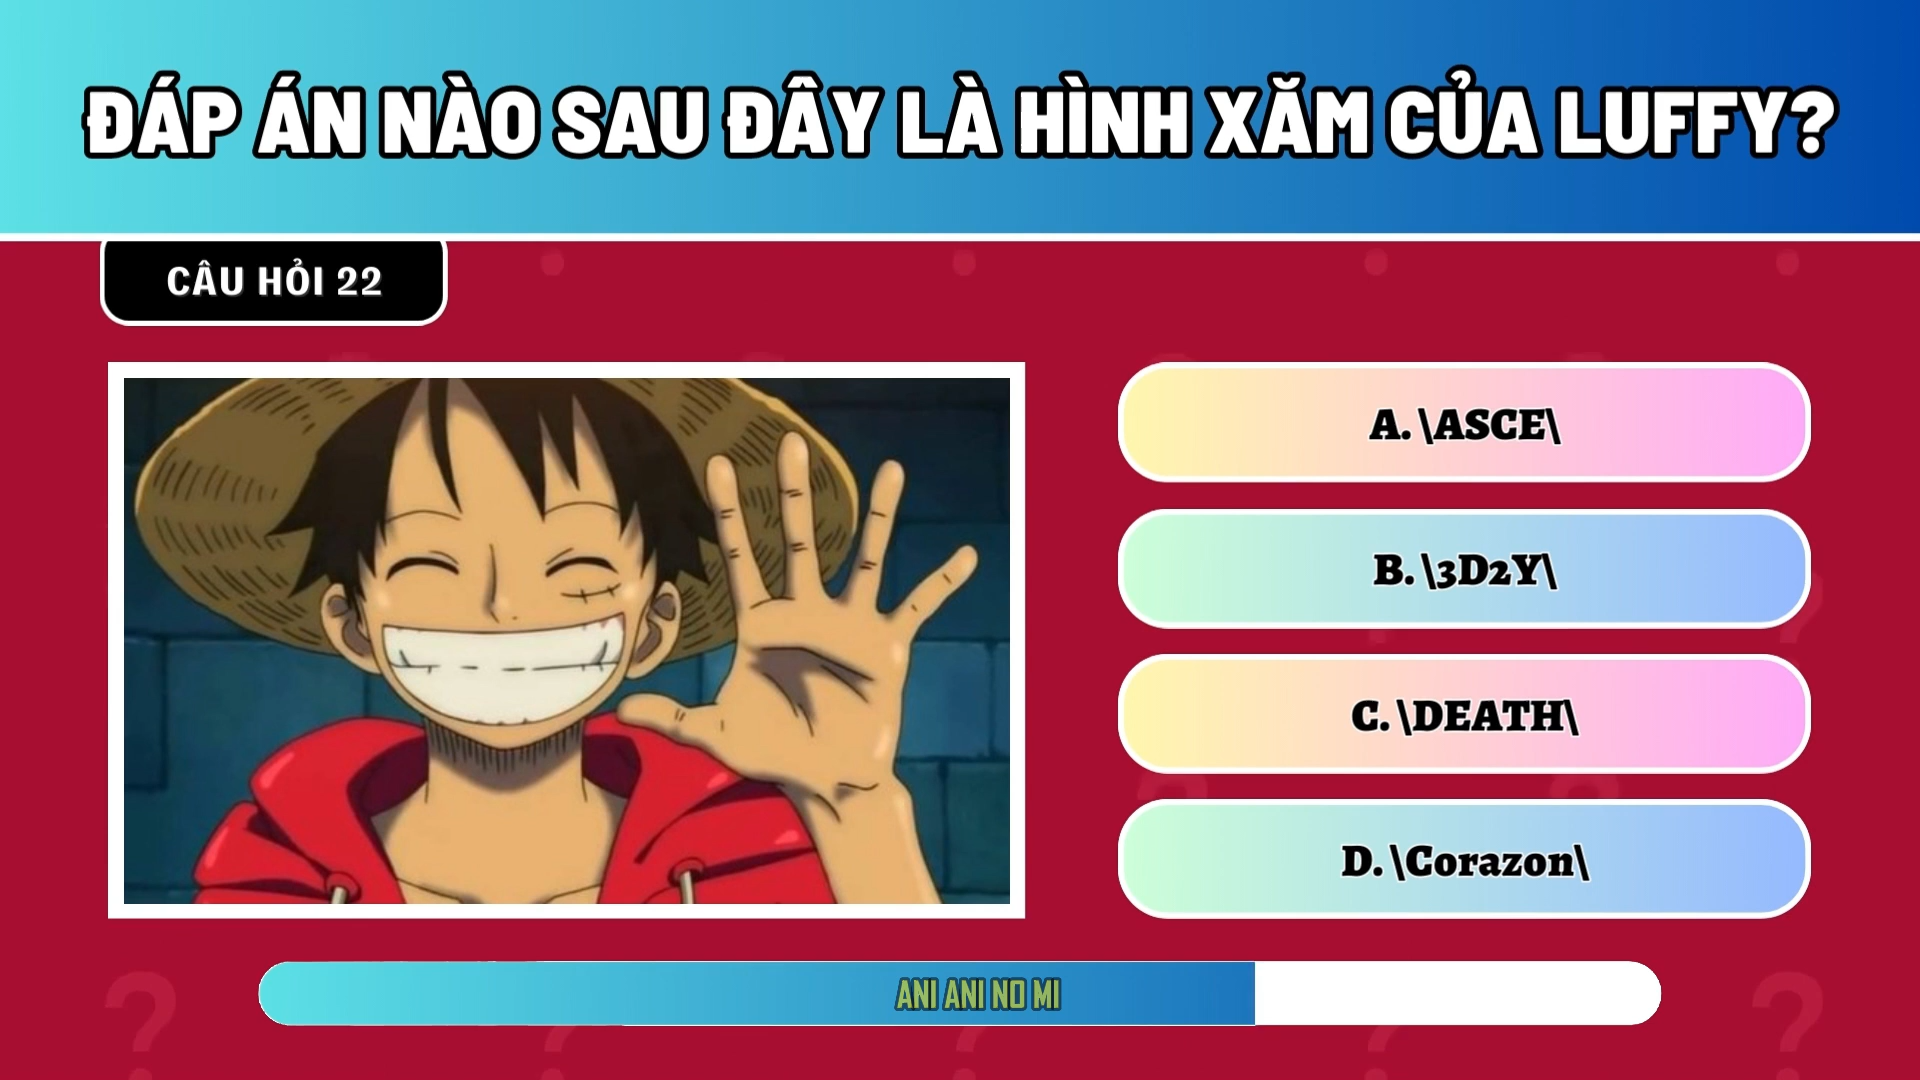 ĐÁP ÁN NÀO SAU ĐÂY LÀ HÌNH XĂM CỦA LUFFY?
CÂU HỎI 22
A. \ASCE\
B. \3D2Y\
C. \DEATH\
D. \Corazon\
ANI ANI NO MI